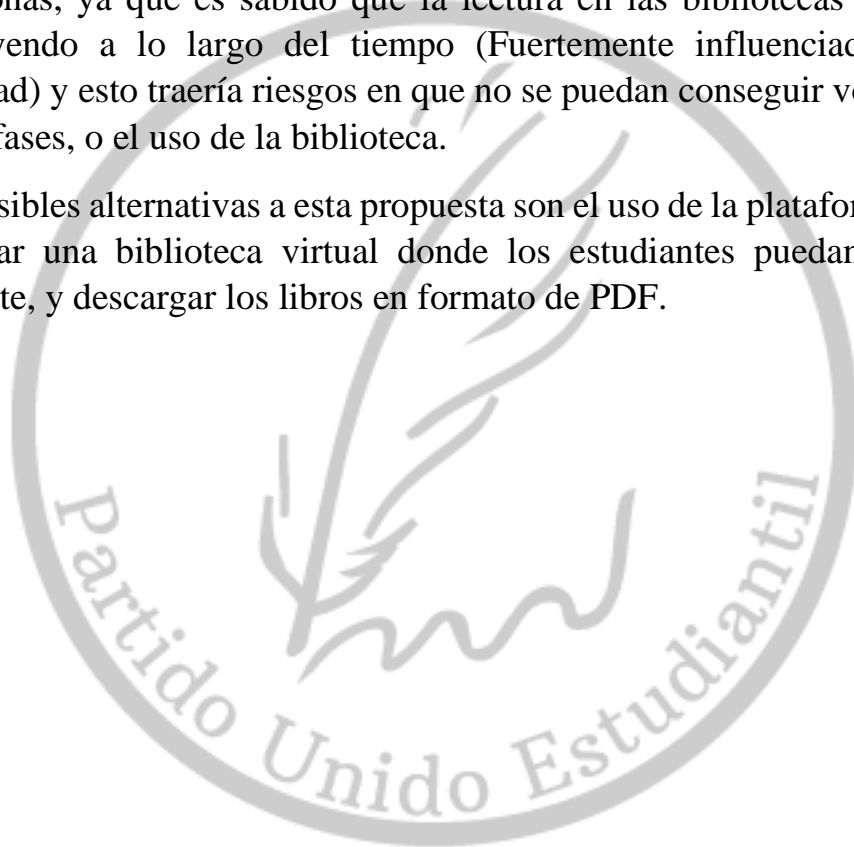 onas, ya que es sabido que la lectura en las bibliotecas
yendo a lo largo del tiempo (Fuertemente influenciad
ad) y esto traería riesgos en que no se puedan conseguir v
fases, o el uso de la biblioteca.
sibles alternativas a esta propuesta son el uso de la platafor
ar una biblioteca virtual donde los estudiantes puedan
te, y descargar los libros en formato de PDF.
Partido Unido Estudiantil